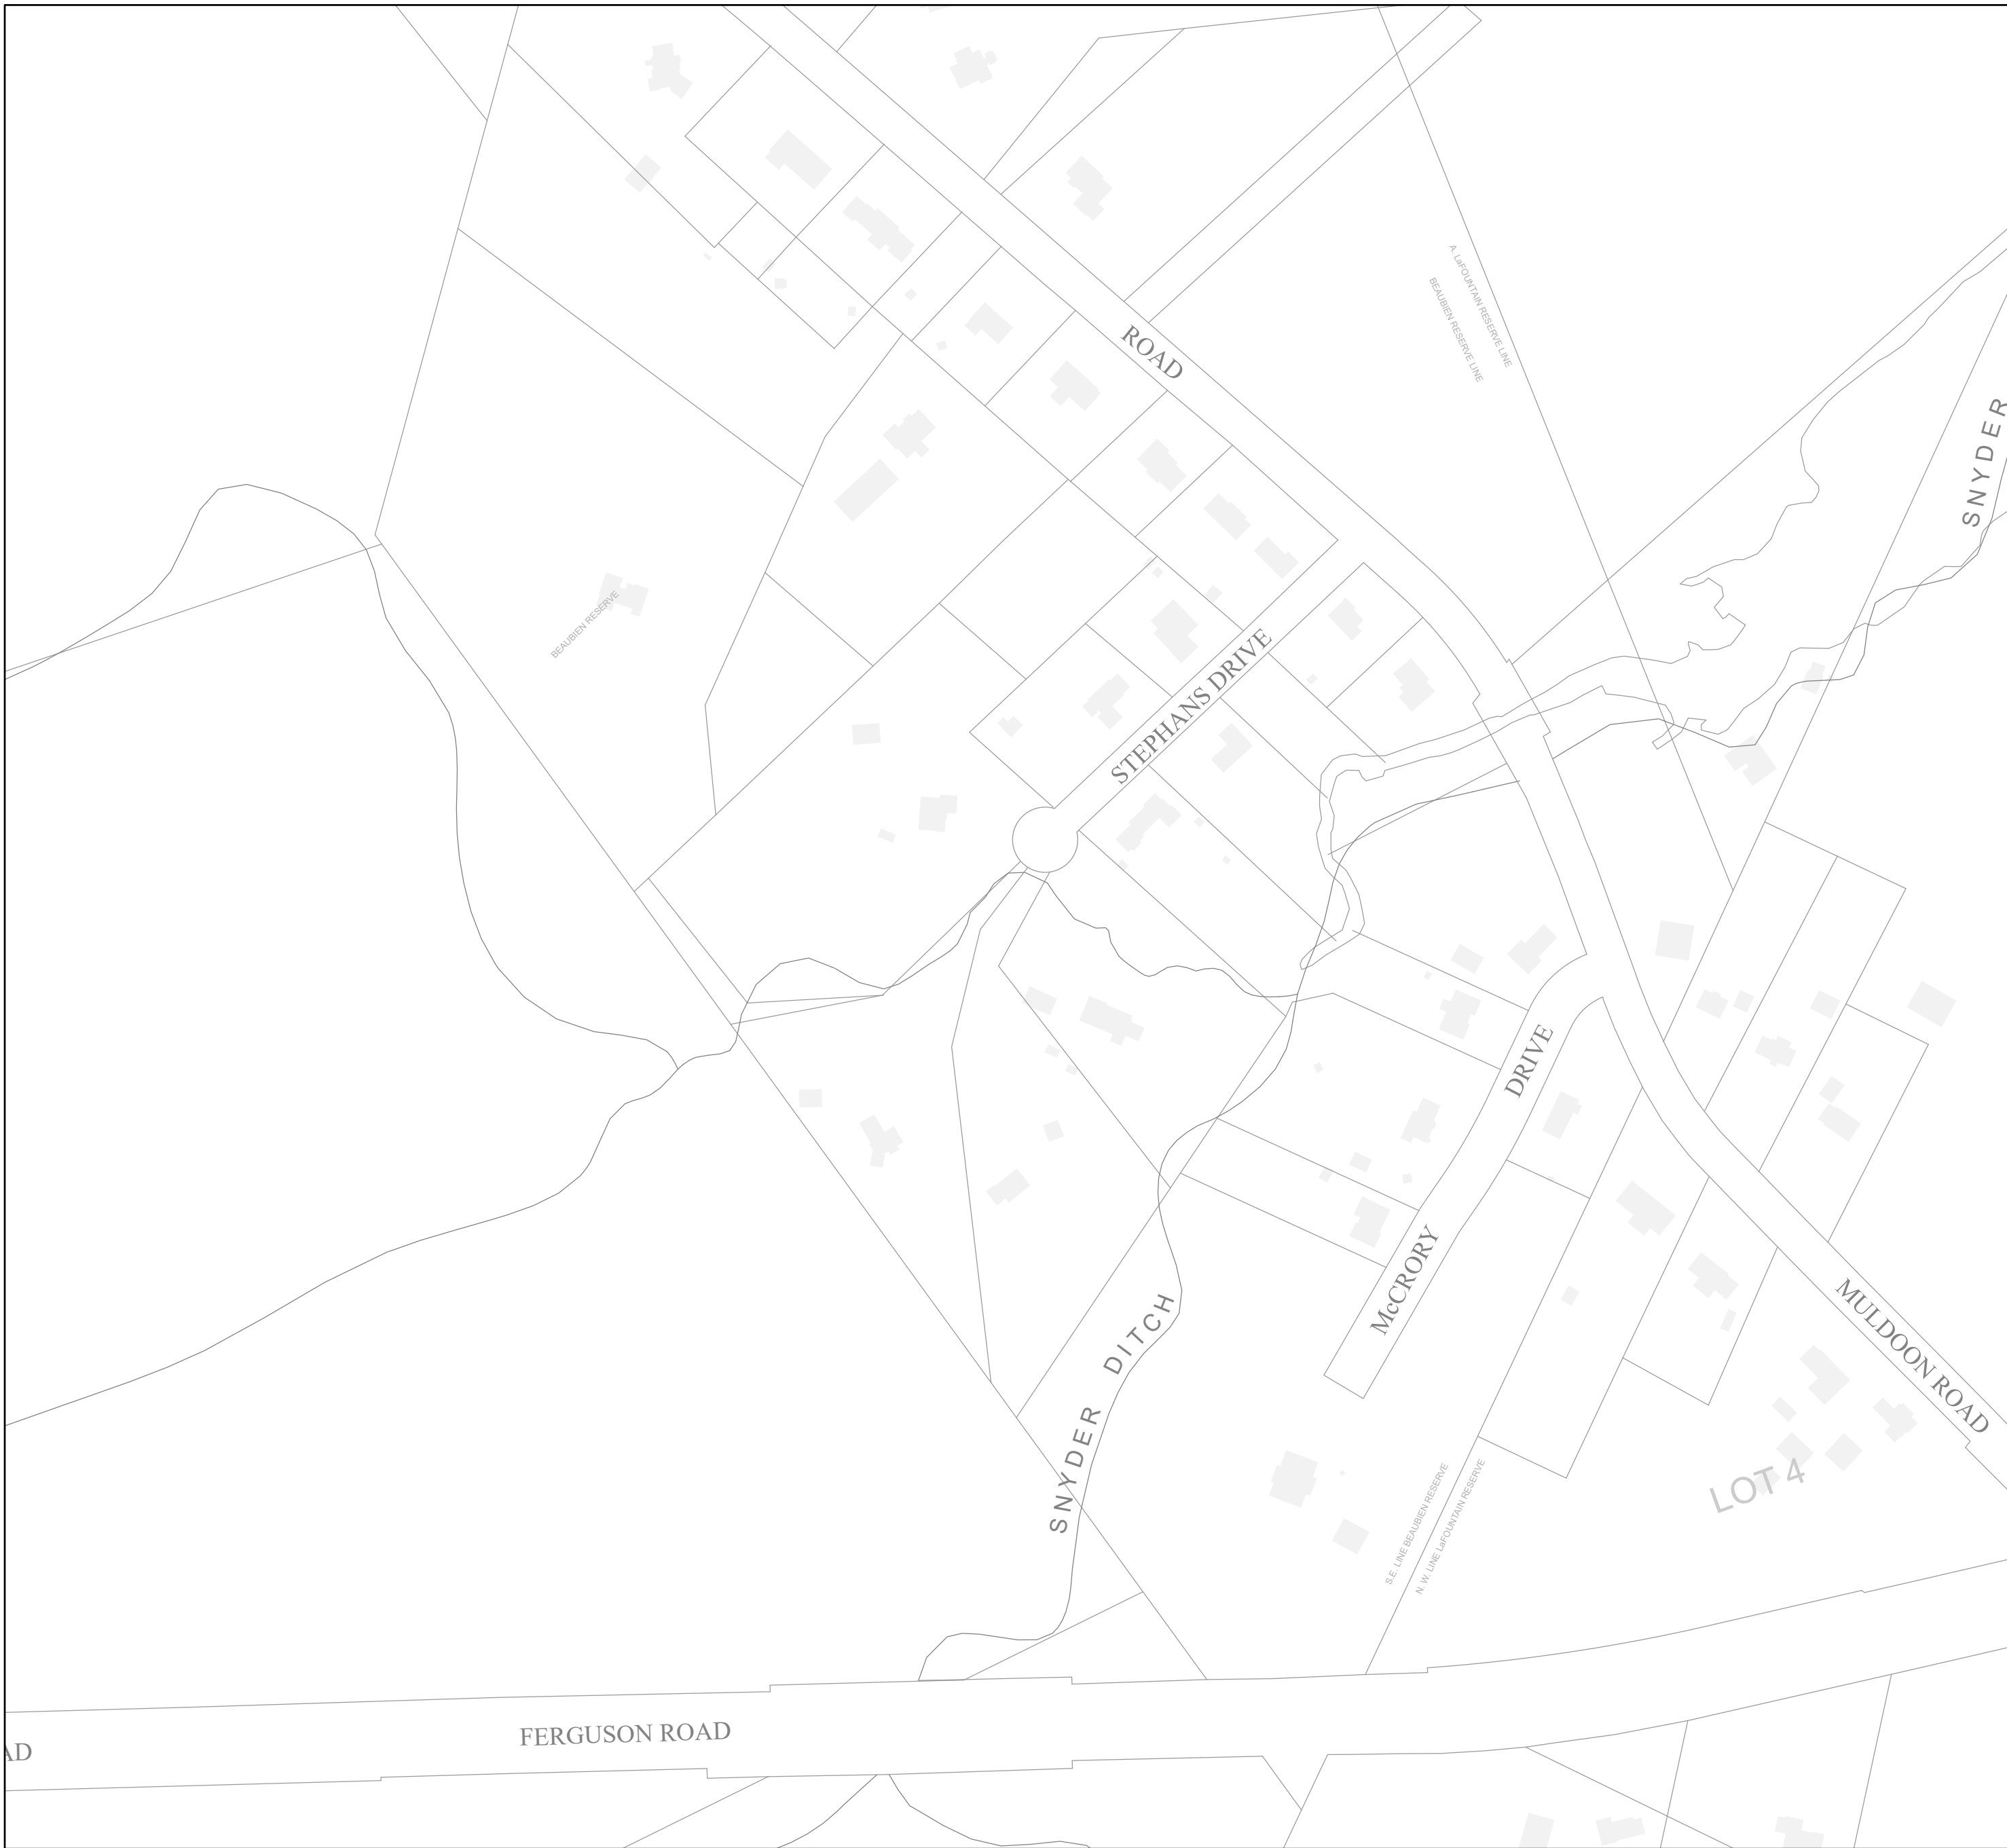 ROAD
A. LaFOUNTAIN RESERVE LINE
BEAUBIEN RESERVE LINE
SNYDER
BEAUBIEN RESERVE
STEPHANS DRIVE
McCRORY DRIVE
MULDOON ROAD
SNYDER DITCH
LOT 4
S.E. LINE BEAUBIEN RESERVE
N. W. LINE LaFOUNTAIN RESERVE
FERGUSON ROAD
AD